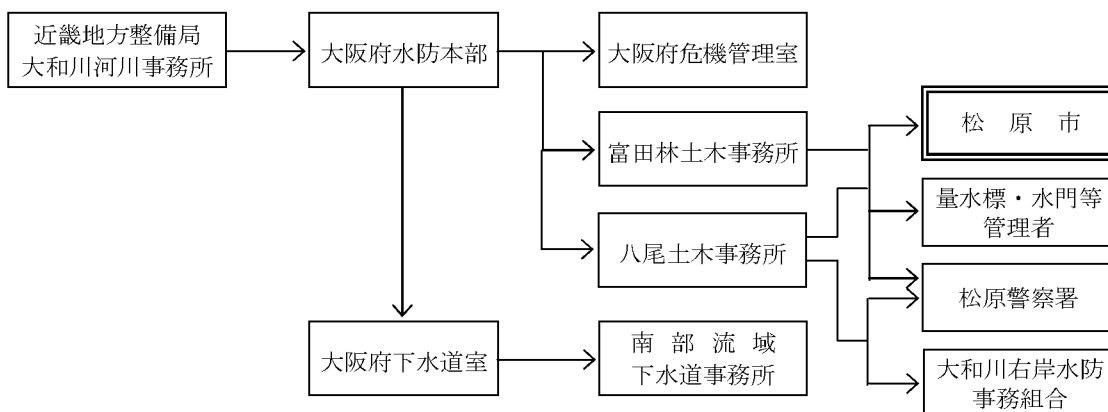 近畿地方整備局
大和川河川事務所
大阪府水防本部
大阪府危機管理室
富田林土木事務所
八尾土木事務所
大阪府下水道室
南部流域
下水道事務所
松原市
量水標・水門等
管理者
松原警察署
大和川右岸水防
事務組合